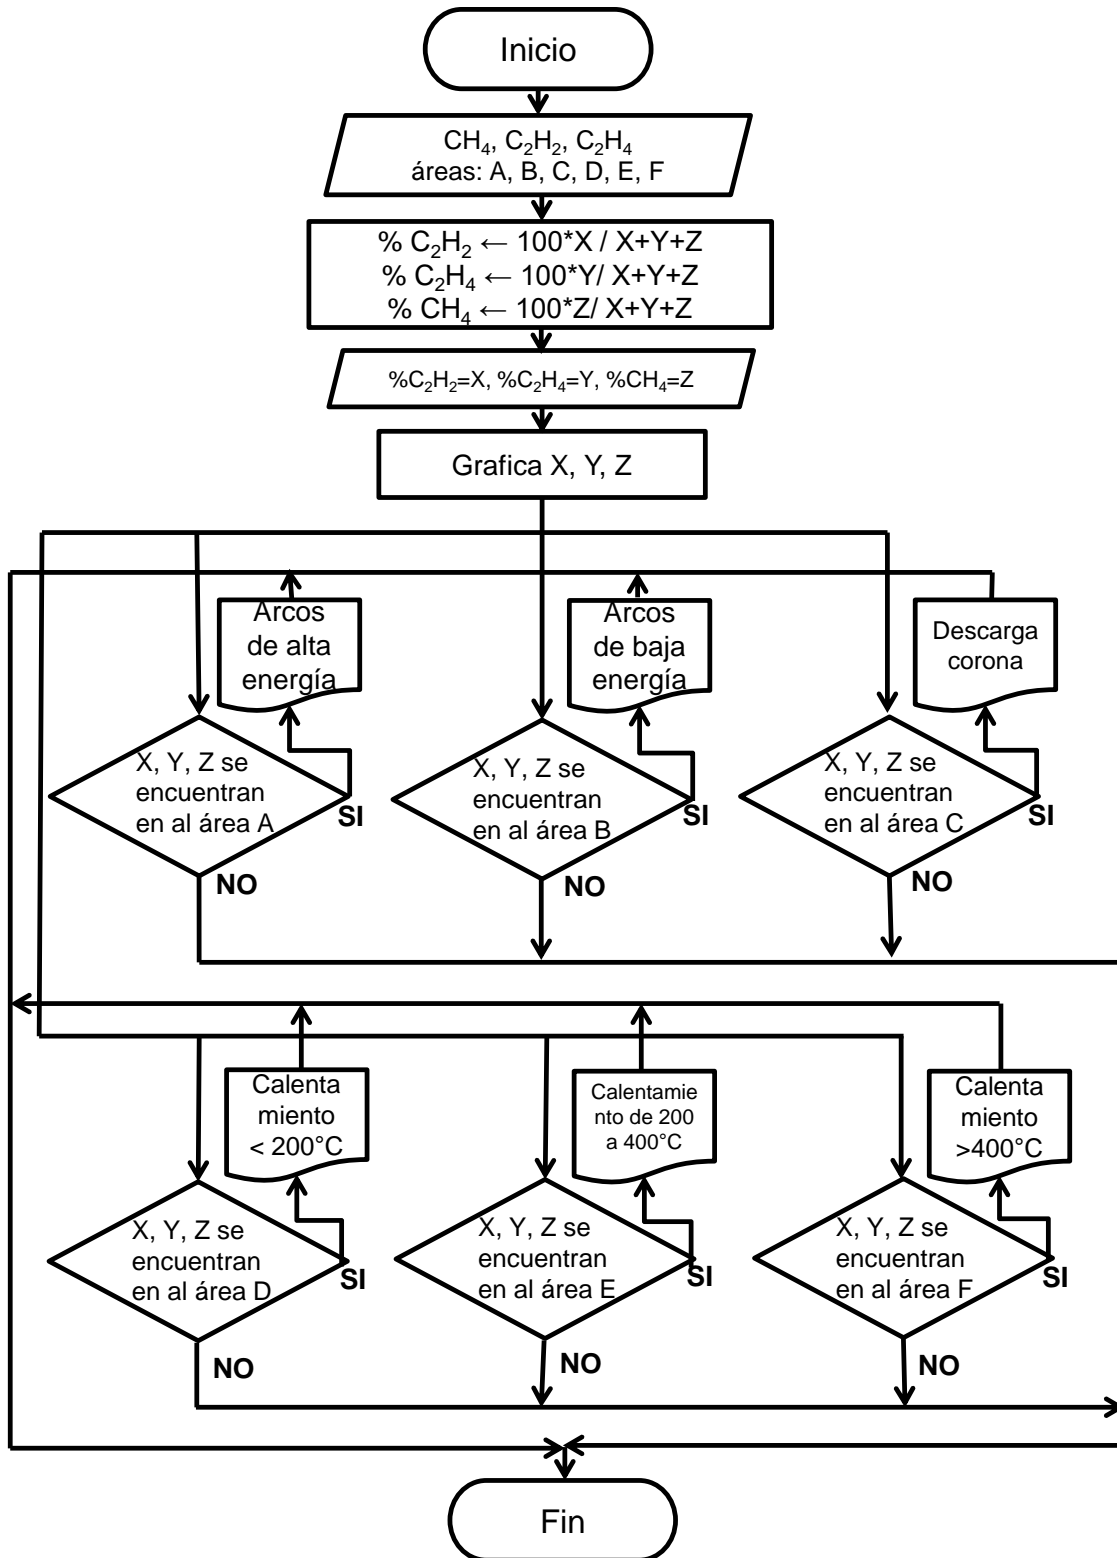 Inicio
CH₄, C₂H₂, C₂H₄
áreas: A, B, C, D, E, F
% C₂H₂ ← 100*X / X+Y+Z
% C₂H₄ ← 100*Y/ X+Y+Z
% CH₄ ← 100*Z/ X+Y+Z
%C₂H₂=X, %C₂H₄=Y, %CH₄=Z
Grafica X, Y, Z
Arcos
de alta
energía
Arcos
de baja
energía
Descarga
corona
X, Y, Z se
encuentran
en al área A
SI
NO
X, Y, Z se
encuentran
en al área B
SI
NO
X, Y, Z se
encuentran
en al área C
SI
NO
Calenta
miento
< 200°C
Calentamie
nto de 200
a 400°C
Calenta
miento
>400°C
X, Y, Z se
encuentran
en al área D
SI
NO
X, Y, Z se
encuentran
en al área E
SI
NO
X, Y, Z se
encuentran
en al área F
SI
NO
Fin